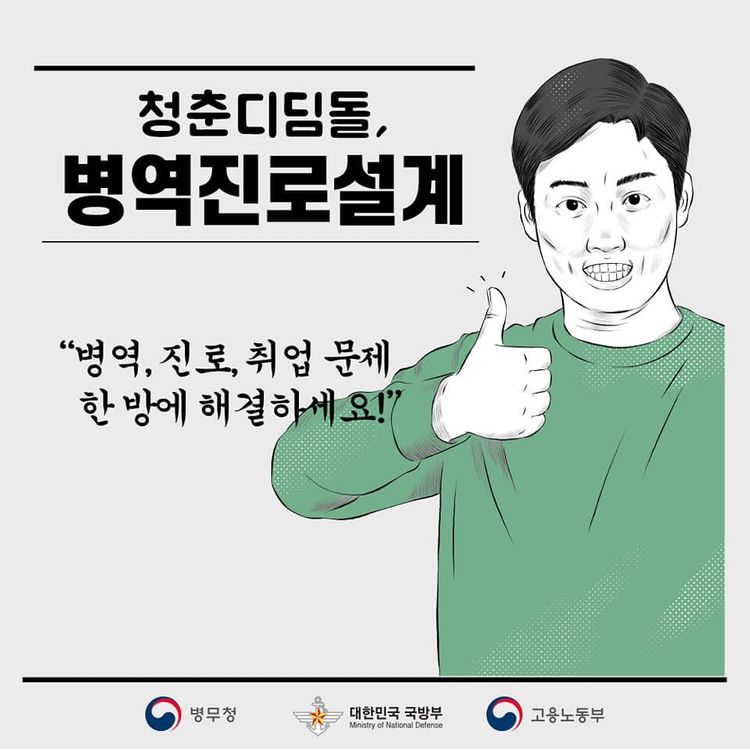 청춘디딤돌,
병역진로설계
“병역, 진로, 취업 문제
한 방에 해결하세요!”
병무청
대한민국 국방부
Ministry of National Defense
고용노동부